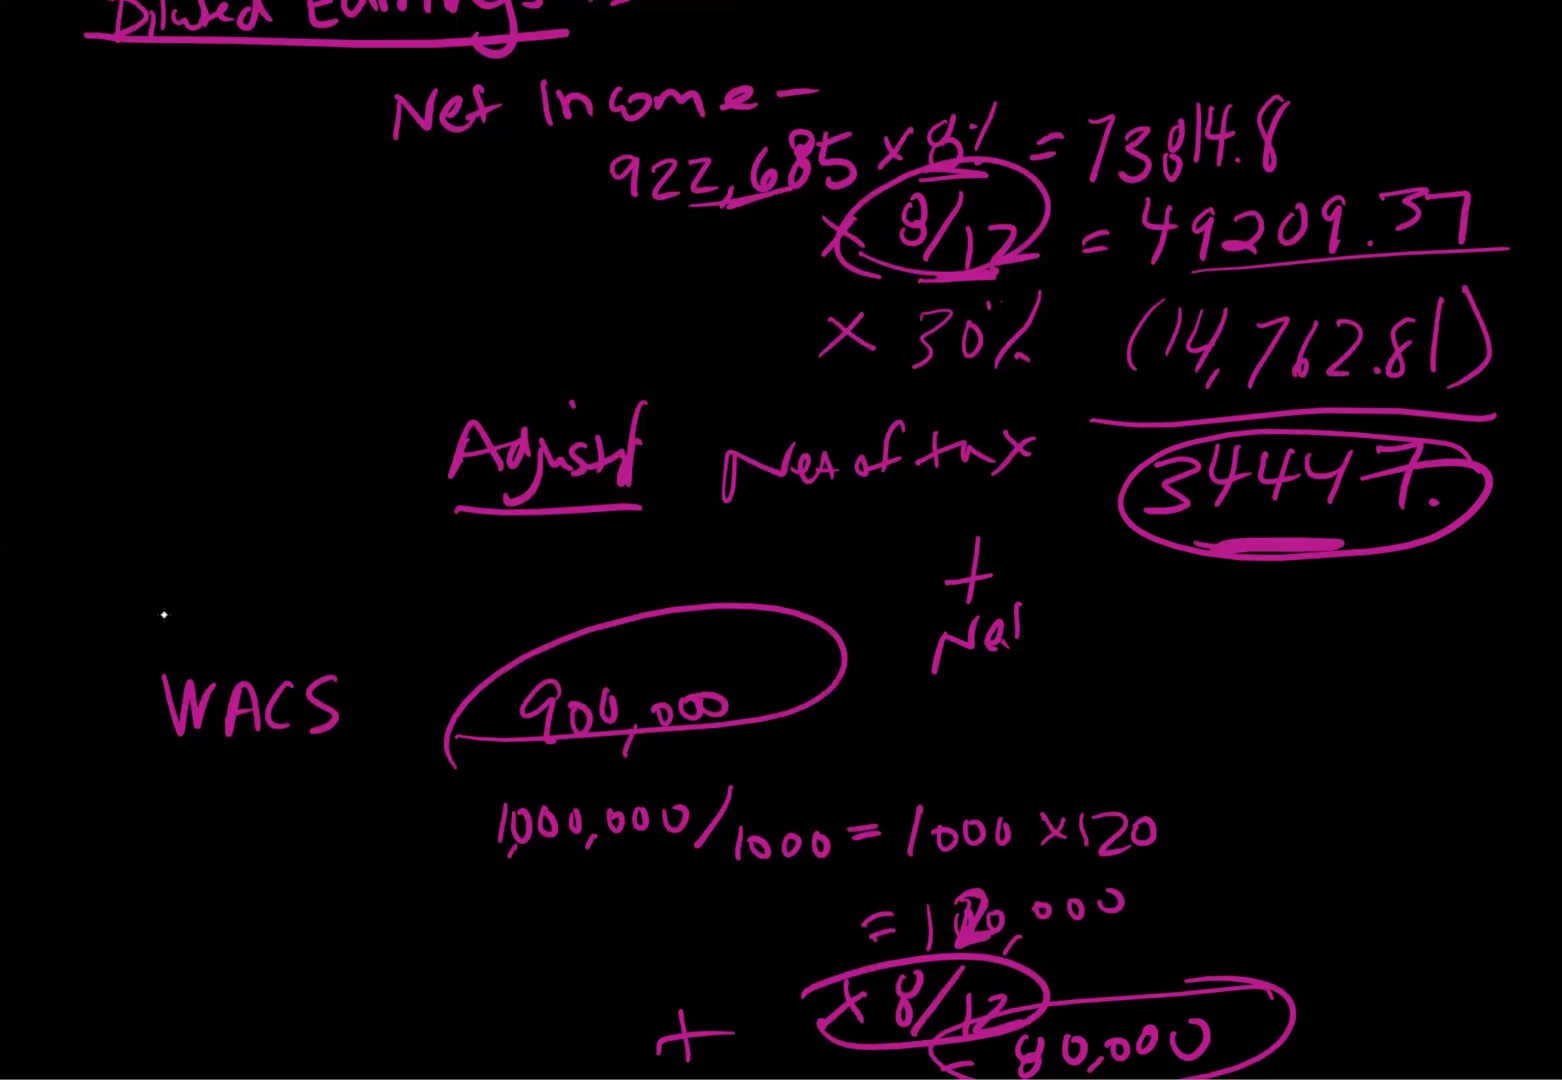 Diluted Earnings
Net Income -
922,685 x 8% = 73814.8
x 8/12 = 49209.37
x 30% (14,762.81)
Adjust Net of tax 34447.
+
Net
WACS 900,000
1,000,000/1000 = 1000 x 120
= 120,000
x 8/12
+ = 80,000